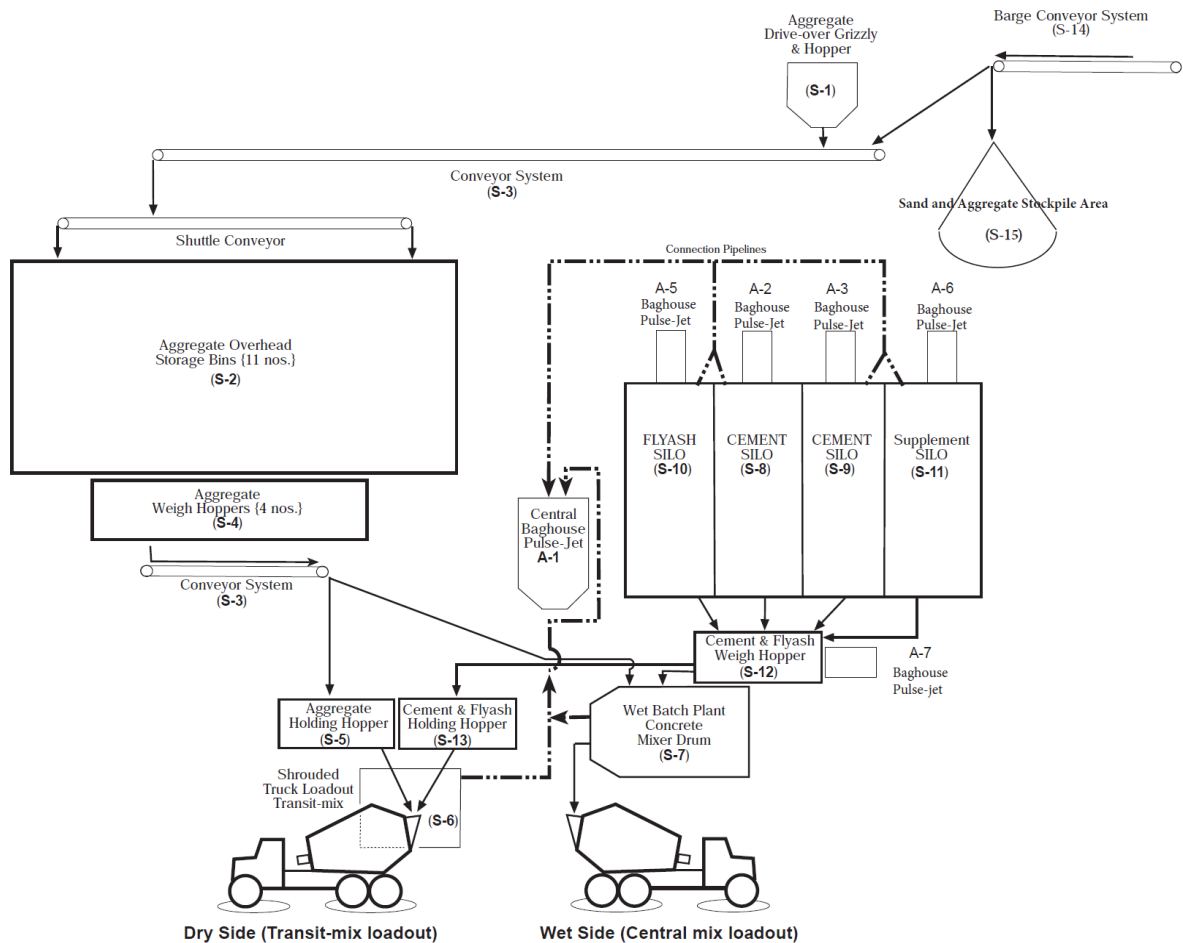 Aggregate
Drive-over Grizzly
& Hopper
(S-1)
Barge Conveyor System
(S-14)
Conveyor System
(S-3)
Sand and Aggregate Stockpile Area
(S-15)
Shuttle Conveyor
Connection Pipelines
Aggregate Overhead
Storage Bins {11 nos.}
(S-2)
A-5
Baghouse
Pulse-Jet
A-2
Baghouse
Pulse-Jet
A-3
Baghouse
Pulse-Jet
A-6
Baghouse
Pulse-Jet
FLYASH
SILO
(S-10)
CEMENT
SILO
(S-8)
CEMENT
SILO
(S-9)
Supplement
SILO
(S-11)
Aggregate
Weigh Hoppers {4 nos.}
(S-4)
Central
Baghouse
Pulse-Jet
A-1
Conveyor System
(S-3)
Cement & Flyash
Weigh Hopper
(S-12)
A-7
Baghouse
Pulse-jet
Aggregate
Holding Hopper
(S-5)
Cement & Flyash
Holding Hopper
(S-13)
Wet Batch Plant
Concrete
Mixer Drum
(S-7)
Shrouded
Truck Loadout
Transit-mix
(S-6)
Dry Side (Transit-mix loadout)
Wet Side (Central mix loadout)